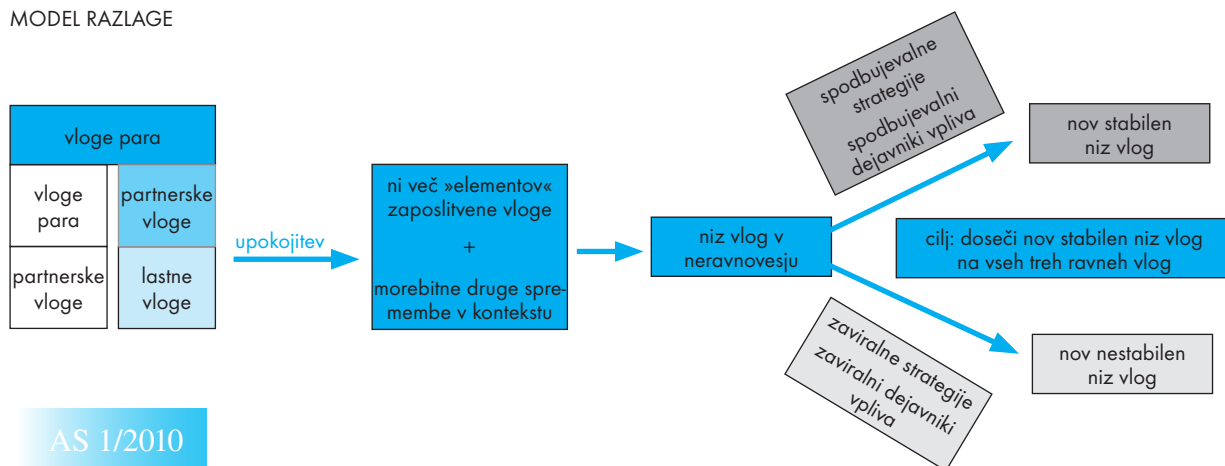 MODEL RAZLAGE
vloge para
vloge
para
partnerske
vloge
partnerske
vloge
lastne
vloge
upokojitev
ni več »elementov«
zaposlitvene vloge
+
morebitne druge spre-
membe v kontekstu
niz vlog v
neravnovesju
spodbujevalne
strategije
spodbujevalni
dejavniki vpliva
nov stabilen
niz vlog
cilj: doseči nov stabilen niz vlog
na vseh treh ravneh vlog
zaviralne strategije
zaviralni dejavniki
vpliva
nov nestabilen
niz vlog
AS 1/2010